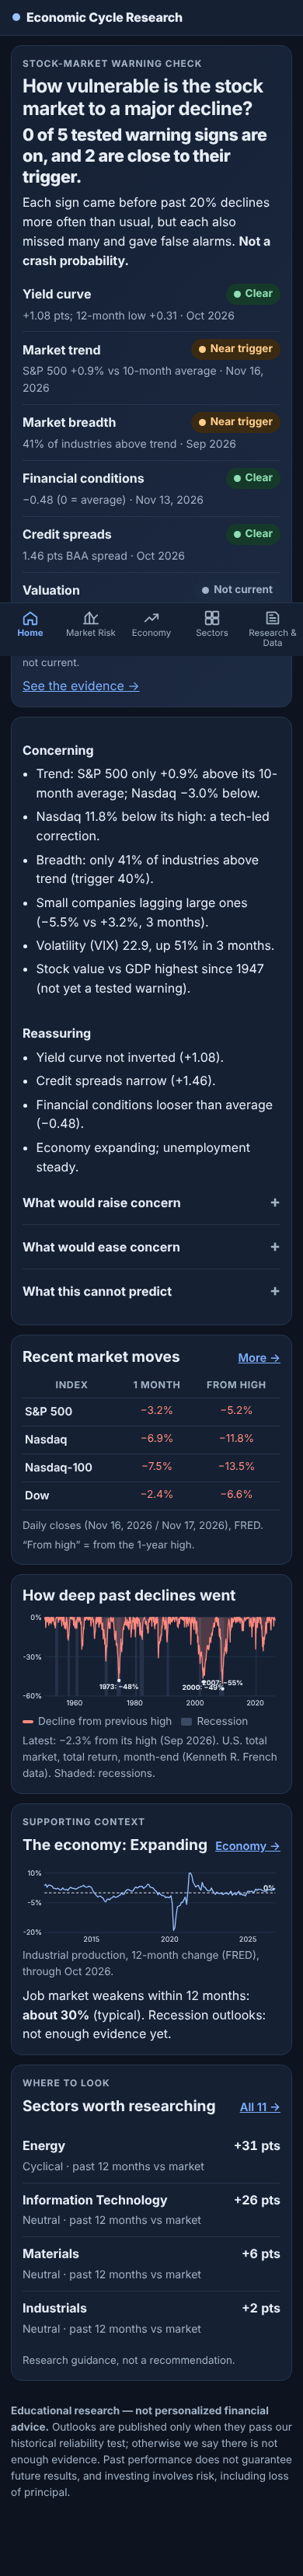 Economic Cycle Research
STOCK-MARKET WARNING CHECK
How vulnerable is the stock
market to a major decline?
0 of 5 tested warning signs are
on, and 2 are close to their
trigger.
Each sign came before past 20% declines
more often than usual, but each also
missed many and gave false alarms. Not a
crash probability.
Yield curve
Clear
+1.08 pts; 12-month low +0.31 · Oct 2026
Market trend
Near trigger
S&P 500 +0.9% vs 10-month average · Nov 16,
2026
Market breadth
Near trigger
41% of industries above trend · Sep 2026
Financial conditions
Clear
−0.48 (0 = average) · Nov 13, 2026
Credit spreads
Clear
1.46 pts BAA spread · Oct 2026
Valuation
Not current
Home
Market Risk
Economy
Sectors
Research &
Data
not current.
See the evidence →
Concerning
• Trend: S&P 500 only +0.9% above its 10-
month average; Nasdaq −3.0% below.
• Nasdaq 11.8% below its high: a tech-led
correction.
• Breadth: only 41% of industries above
trend (trigger 40%).
• Small companies lagging large ones
(−5.5% vs +3.2%, 3 months).
• Volatility (VIX) 22.9, up 51% in 3 months.
• Stock value vs GDP highest since 1947
(not yet a tested warning).
Reassuring
• Yield curve not inverted (+1.08).
• Credit spreads narrow (+1.46).
• Financial conditions looser than average
(−0.48).
• Economy expanding; unemployment
steady.
What would raise concern +
What would ease concern +
What this cannot predict +
Recent market moves
More →
INDEX 1 MONTH FROM HIGH
S&P 500 −3.2% −5.2%
Nasdaq −6.9% −11.8%
Nasdaq-100 −7.5% −13.5%
Dow −2.4% −6.6%
Daily closes (Nov 16, 2026 / Nov 17, 2026), FRED.
“From high” = from the 1-year high.
How deep past declines went
0%
-30%
-60%
1973: −48%
2000: −49%
2007: −55%
1960 1980 2000 2020
Decline from previous high
Recession
Latest: −2.3% from its high (Sep 2026). U.S. total
market, total return, month-end (Kenneth R. French
data). Shaded: recessions.
SUPPORTING CONTEXT
The economy: Expanding
Economy →
10%
-5%
-20%
0%
2015 2020 2025
Industrial production, 12-month change (FRED),
through Oct 2026.
Job market weakens within 12 months:
about 30% (typical). Recession outlooks:
not enough evidence yet.
WHERE TO LOOK
Sectors worth researching
All 11 →
Energy +31 pts
Cyclical · past 12 months vs market
Information Technology +26 pts
Neutral · past 12 months vs market
Materials +6 pts
Neutral · past 12 months vs market
Industrials +2 pts
Neutral · past 12 months vs market
Research guidance, not a recommendation.
Educational research — not personalized financial
advice. Outlooks are published only when they pass our
historical reliability test; otherwise we say there is not
enough evidence. Past performance does not guarantee
future results, and investing involves risk, including loss
of principal.